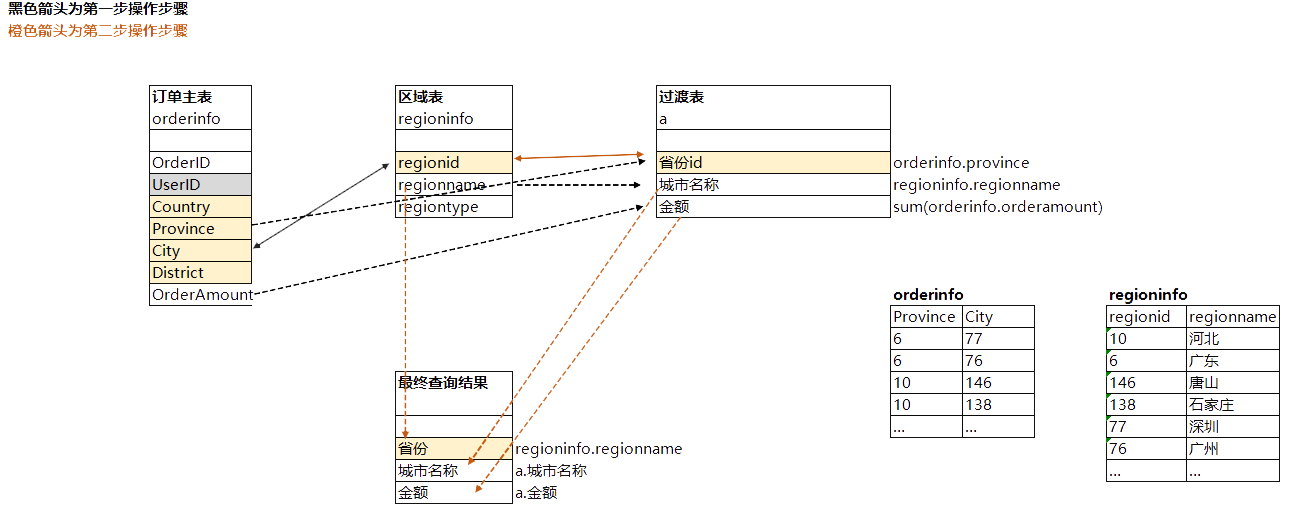 黑色箭头为第一步操作步骤
橙色箭头为第二步操作步骤
订单主表
orderinfo
OrderID
UserID
Country
Province
City
District
OrderAmount
区域表
regioninfo
regionid
regionname
regiontype
过渡表
a
省份id orderinfo.province
城市名称 regioninfo.regionname
金额 sum(orderinfo.orderamount)
最终查询结果
省份 regioninfo.regionname
城市名称 a.城市名称
金额 a.金额
orderinfo
Province City
6 77
6 76
10 146
10 138
... ...
regioninfo
regionid regionname
10 河北
6 广东
146 唐山
138 石家庄
77 深圳
76 广州
... ...